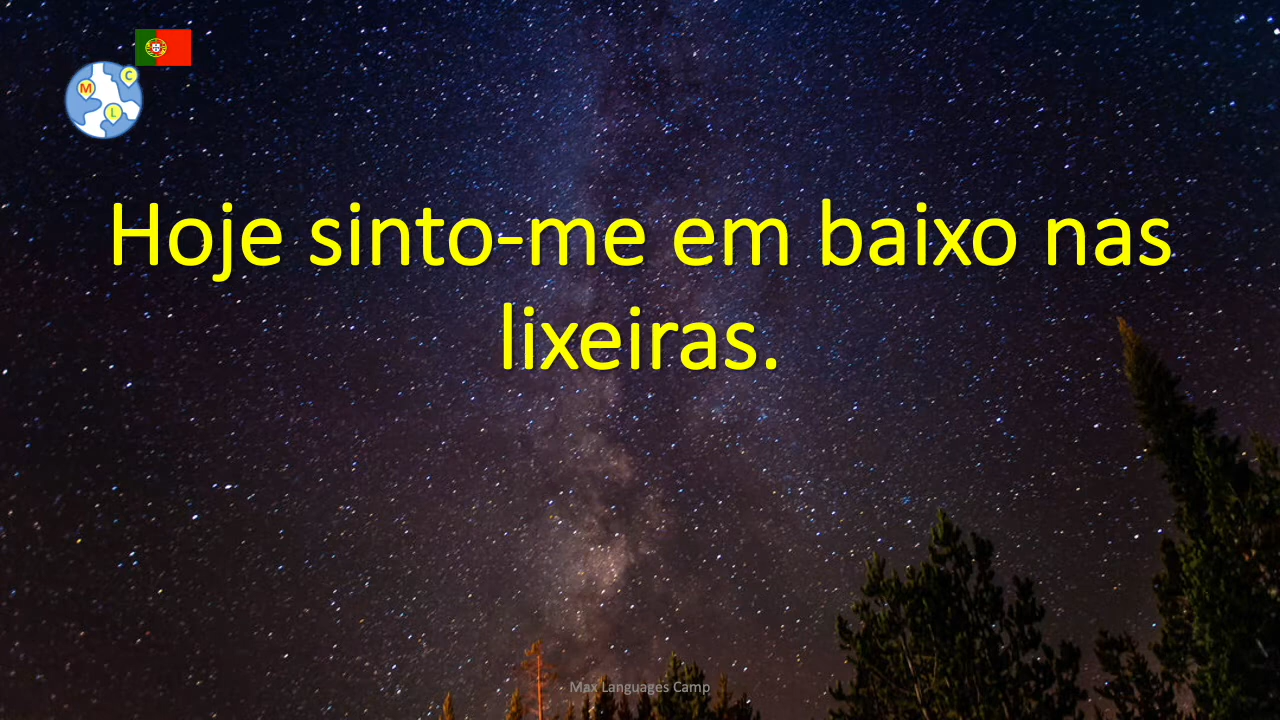 C
M
L
Hoje sinto-me em baixo nas
lixeiras.
Max Languages Camp